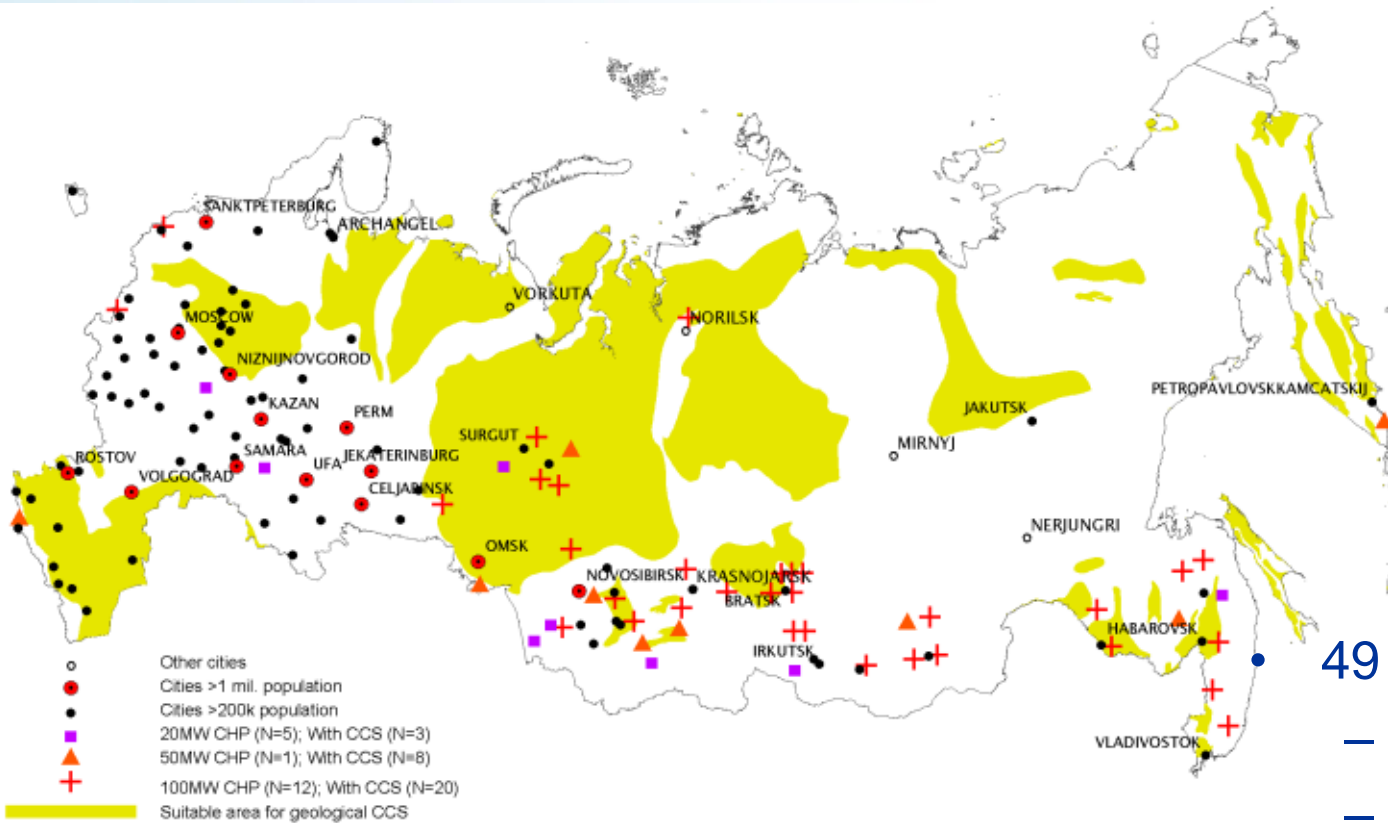 SANKTPETERBURG
ARCHANGEL
VORKUTA
MOSCOW
NORILSK
NIZNIJNOVGOROD
PETROPAVLOVSKKAMCATSKIJ
KAZAN
PERM
JAKUTSK
SURGUT
MIRNYJ
ROSTOV
SAMARA
JEKATERINBURG
UFA
VOLGOGRAD
CELJABINSK
NERJUNGRI
OMSK
NOVOSIBIRSK
KRASNOJARSK
BRATSK
HABAROVSK
IRKUTSK
VLADIVOSTOK
49
Other cities
Cities >1 mil. population
Cities >200k population
20MW CHP (N=5); With CCS (N=3)
50MW CHP (N=1); With CCS (N=8)
100MW CHP (N=12); With CCS (N=20)
Suitable area for geological CCS